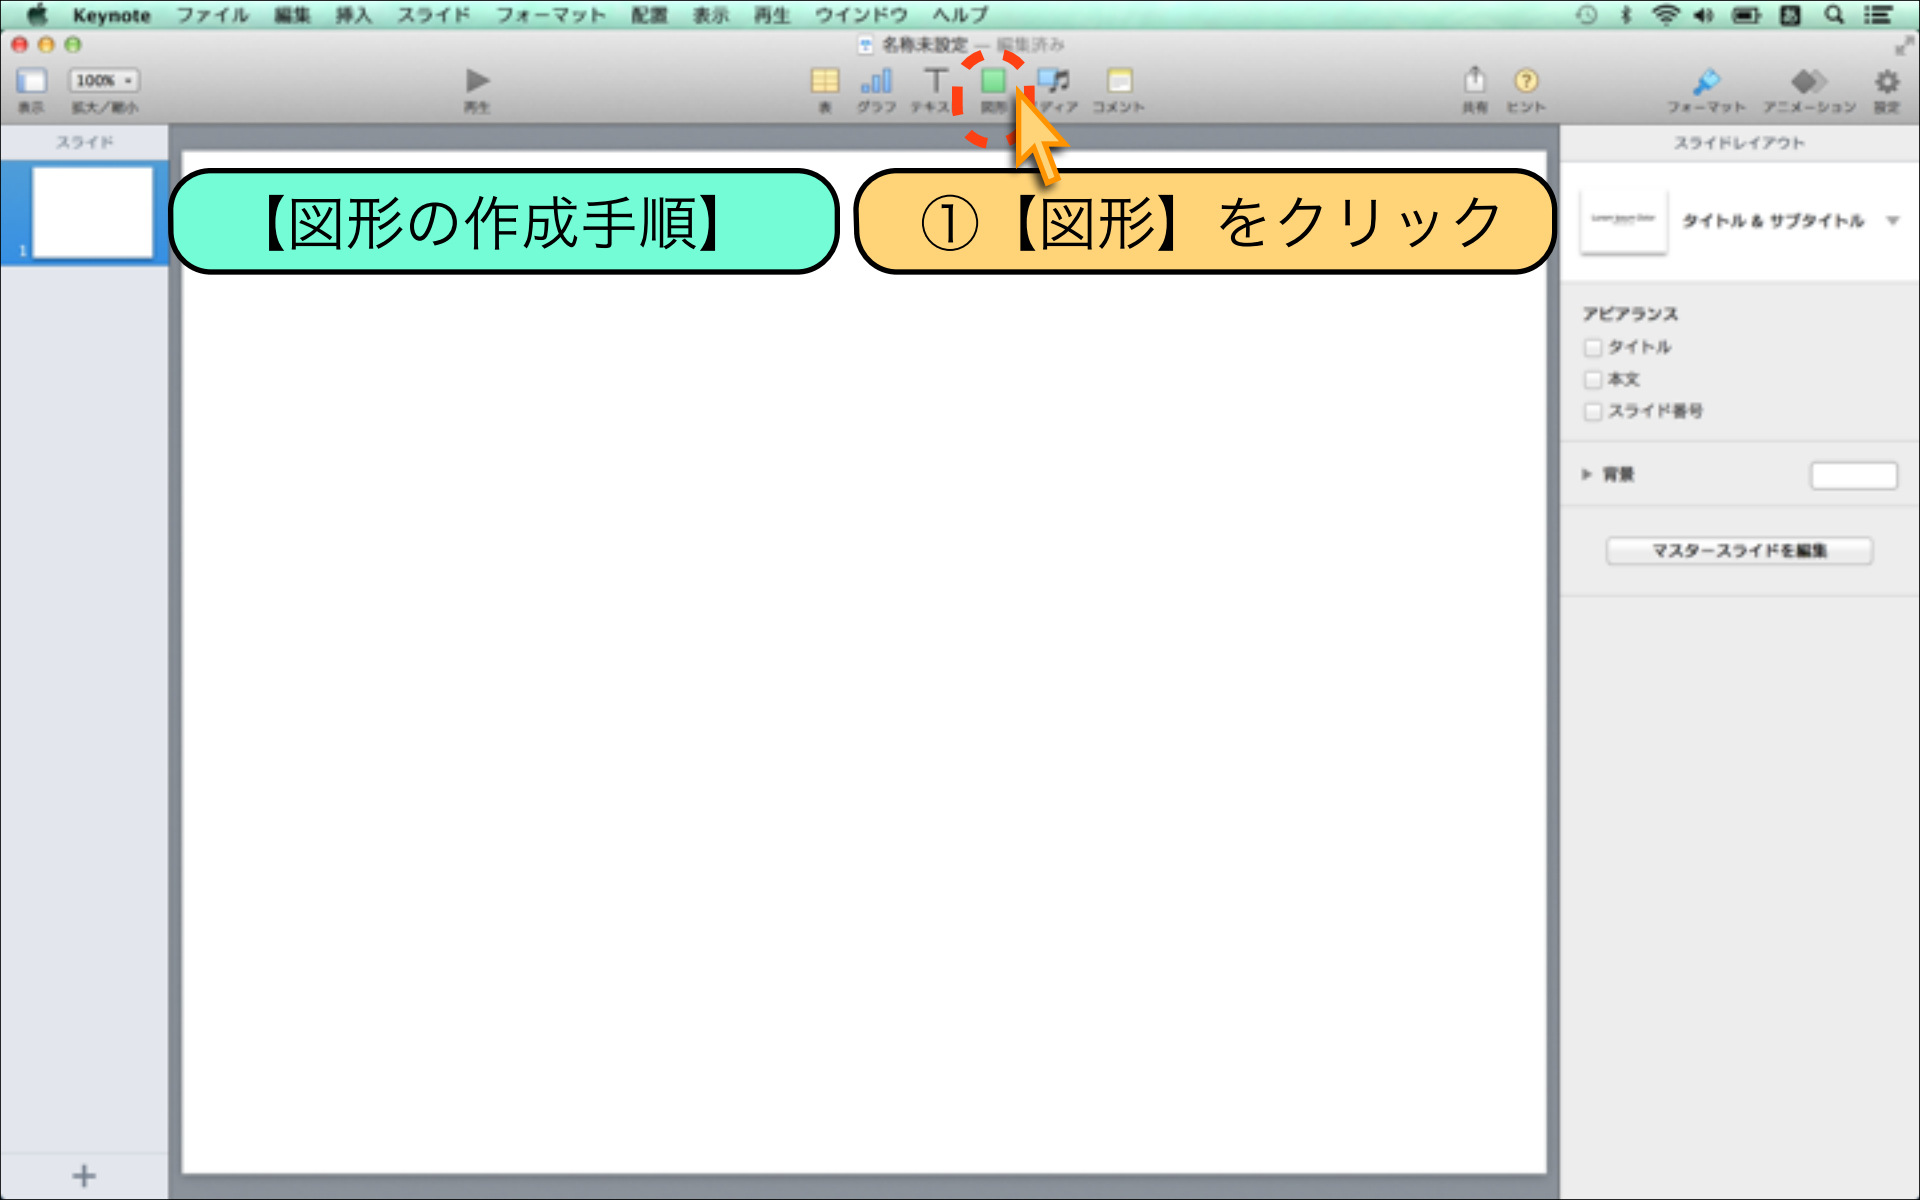 Keynote ファイル 編集 挿入 スライド フォーマット 配置 表示 再生 ウインドウ ヘルプ
名称未設定 — 編集済み
100%
表示 拡大/縮小 再生 表 グラフ テキス 図形 ディア コメント 共有 ヒント フォーマット アニメーション 設定
スライド
1
【図形の作成手順】
①【図形】をクリック
スライドレイアウト
タイトル & サブタイトル
アピアランス
タイトル
本文
スライド番号
背景
マスタースライドを編集